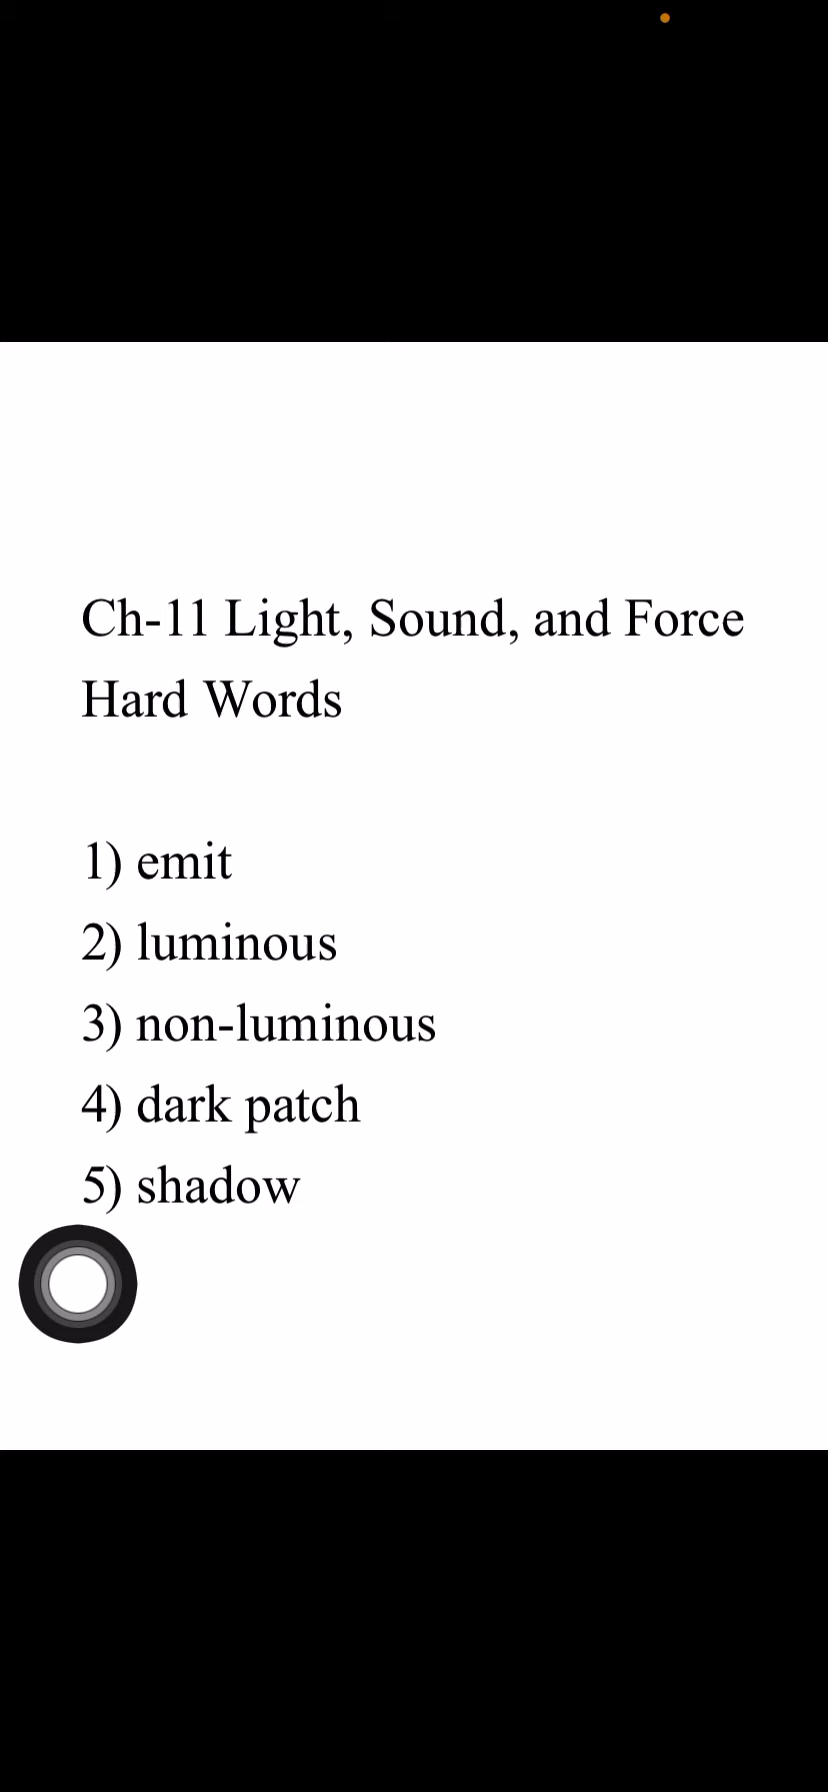 Ch-11 Light, Sound, and Force
Hard Words
1) emit
2) luminous
3) non-luminous
4) dark patch
5) shadow